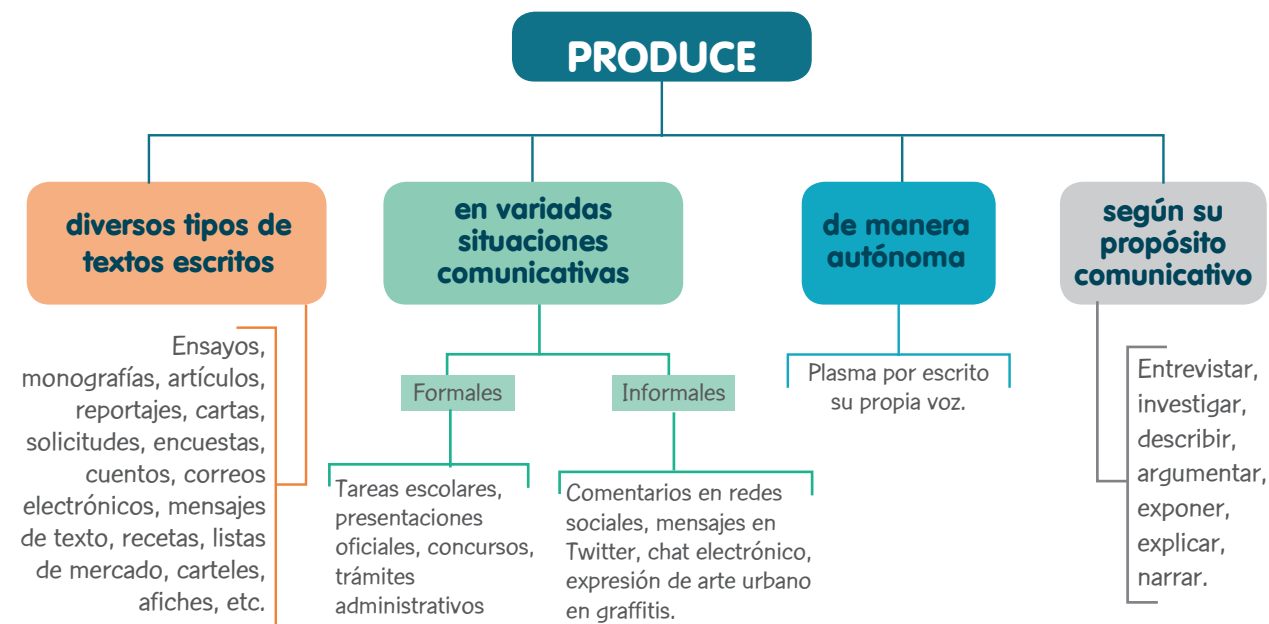 PRODUCE
diversos tipos de
textos escritos
Ensayos,
monografías, artículos,
reportajes, cartas,
solicitudes, encuestas,
cuentos, correos
electrónicos, mensajes
de texto, recetas, listas
de mercado, carteles,
afiches, etc.
en variadas
situaciones
comunicativas
Formales
Tareas escolares,
presentaciones
oficiales, concursos,
trámites
administrativos
Informales
Comentarios en redes
sociales, mensajes en
Twitter, chat electrónico,
expresión de arte urbano
en graffitis.
de manera
autónoma
Plasma por escrito
su propia voz.
según su
propósito
comunicativo
Entrevistar,
investigar,
describir,
argumentar,
exponer,
explicar,
narrar.